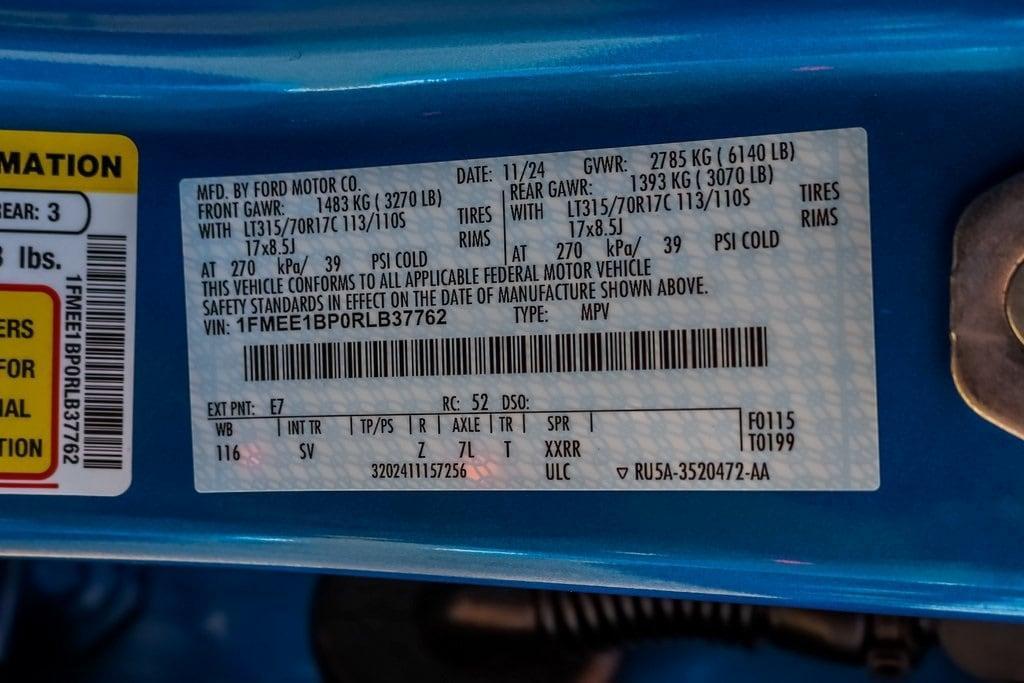 MATION
REAR: 3
lbs.
ERS
FOR
IAL
TION
1FMEE1BP0RLB37762
MFD. BY FORD MOTOR CO. DATE: 11/24 GVWR: 2785 KG ( 6140 LB)
FRONT GAWR: 1483 KG ( 3270 LB) REAR GAWR: 1393 KG ( 3070 LB)
WITH LT315/70R17C 113/110S TIRES WITH LT315/70R17C 113/110S TIRES
17x8.5J RIMS 17x8.5J RIMS
AT 270 kPa/ 39 PSI COLD AT 270 kPa/ 39 PSI COLD
THIS VEHICLE CONFORMS TO ALL APPLICABLE FEDERAL MOTOR VEHICLE
SAFETY STANDARDS IN EFFECT ON THE DATE OF MANUFACTURE SHOWN ABOVE.
VIN: 1FMEE1BP0RLB37762 TYPE: MPV
EXT PNT: E7 RC: 52 DSO:
WB INT TR TP/PS R AXLE TR SPR F0115
116 SV Z 7L T XXRR T0199
320241115​7256 ULC ▽ RU5A-3520472-AA